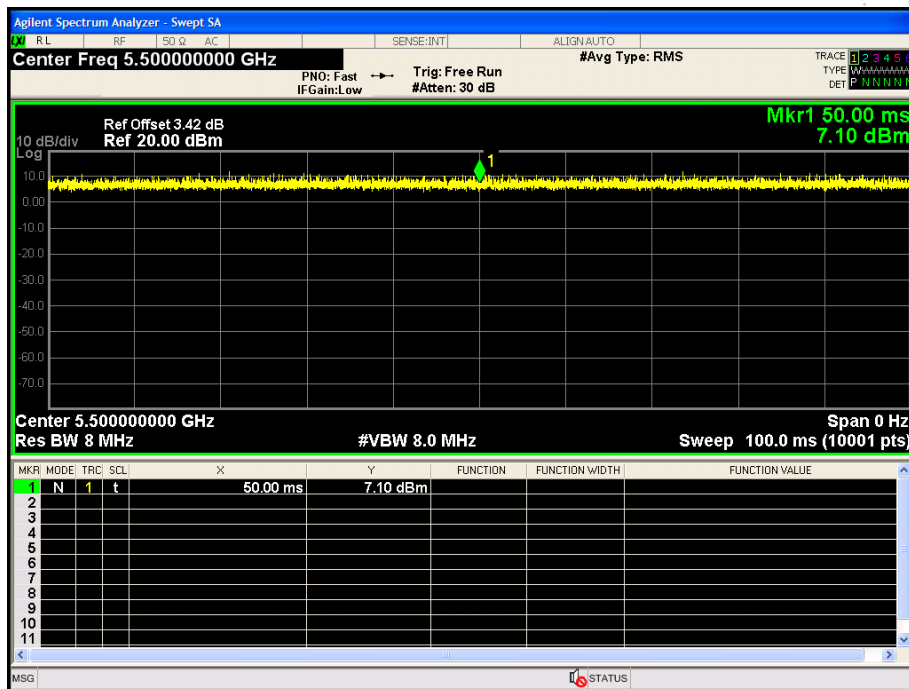 Agilent Spectrum Analyzer - Swept SA
LXI RL RF 50 Ω AC SENSE:INT ALIGN AUTO
Center Freq 5.500000000 GHz
PNO: Fast
IFGain:Low
Trig: Free Run
#Atten: 30 dB
#Avg Type: RMS
TRACE 1 2 3 4 5 6
TYPE W
DET P N N N N N
Mkr1 50.00 ms
7.10 dBm
Ref Offset 3.42 dB
10 dB/div Ref 20.00 dBm
Log
1
10.0
0.00
-10.0
-20.0
-30.0
-40.0
-50.0
-60.0
-70.0
Center 5.500000000 GHz Span 0 Hz
Res BW 8 MHz #VBW 8.0 MHz Sweep 100.0 ms (10001 pts)
MKR MODE TRC SCL X Y FUNCTION FUNCTION WIDTH FUNCTION VALUE
1 N 1 t 50.00 ms 7.10 dBm
2
3
4
5
6
7
8
9
10
11
MSG STATUS